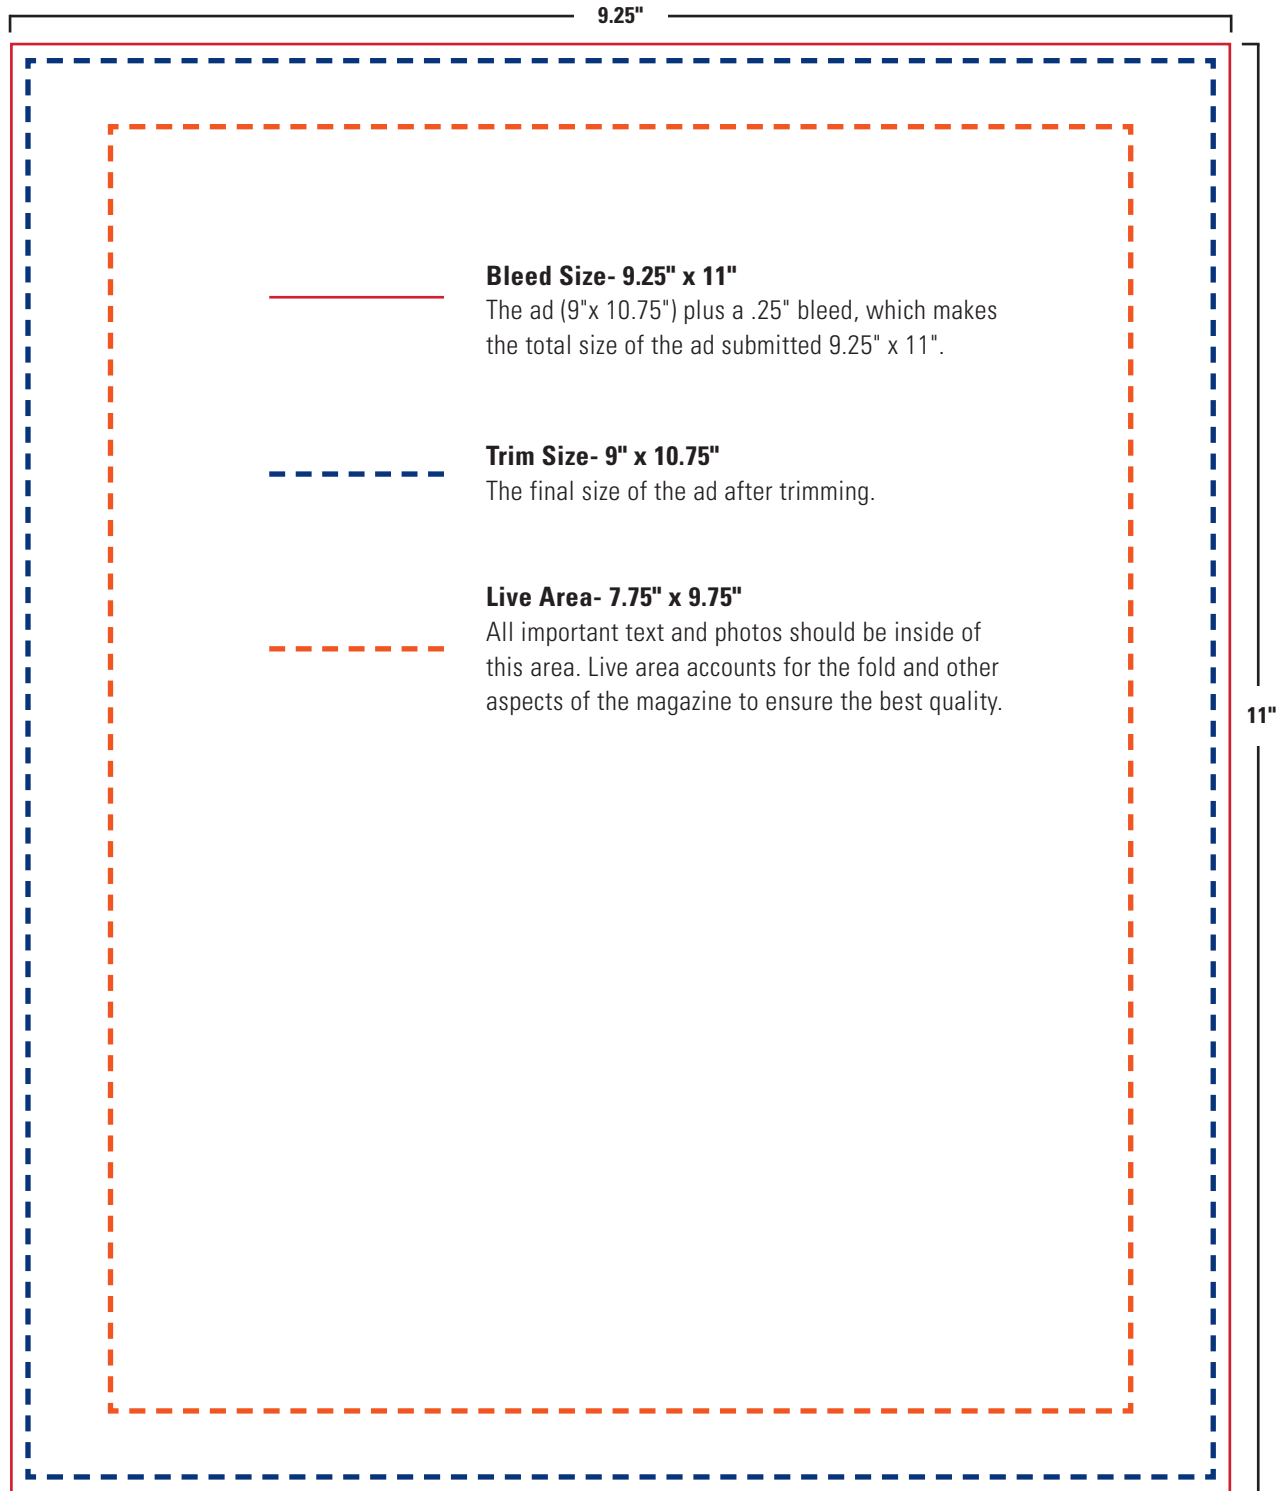 9.25"
Bleed Size- 9.25" x 11"
The ad (9"x 10.75") plus a .25" bleed, which makes
the total size of the ad submitted 9.25" x 11".
Trim Size- 9" x 10.75"
The final size of the ad after trimming.
Live Area- 7.75" x 9.75"
All important text and photos should be inside of
this area. Live area accounts for the fold and other
aspects of the magazine to ensure the best quality.
11"